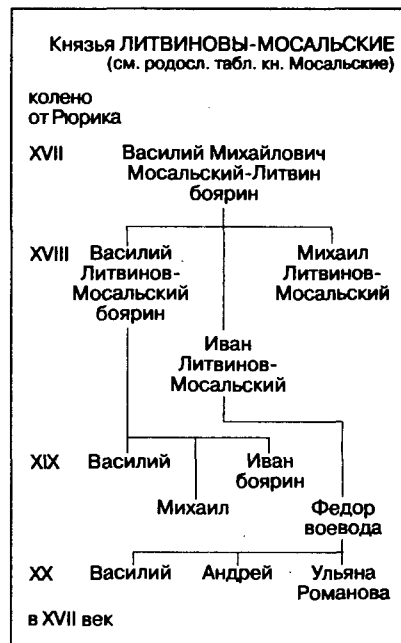 Князья ЛИТВИНОВЫ-МОСАЛЬСКИЕ
(см. родосл. табл. кн. Мосальские)
колено
от Рюрика
XVII Василий Михайлович
Мосальский-Литвин
боярин
XVIII Василий Михаил
Литвинов- Литвинов-
Мосальский Мосальский
боярин
Иван
Литвинов-
Мосальский
XIX Василий Иван
боярин
Михаил Федор
воевода
XX Василий Андрей Ульяна
Романова
в XVII век